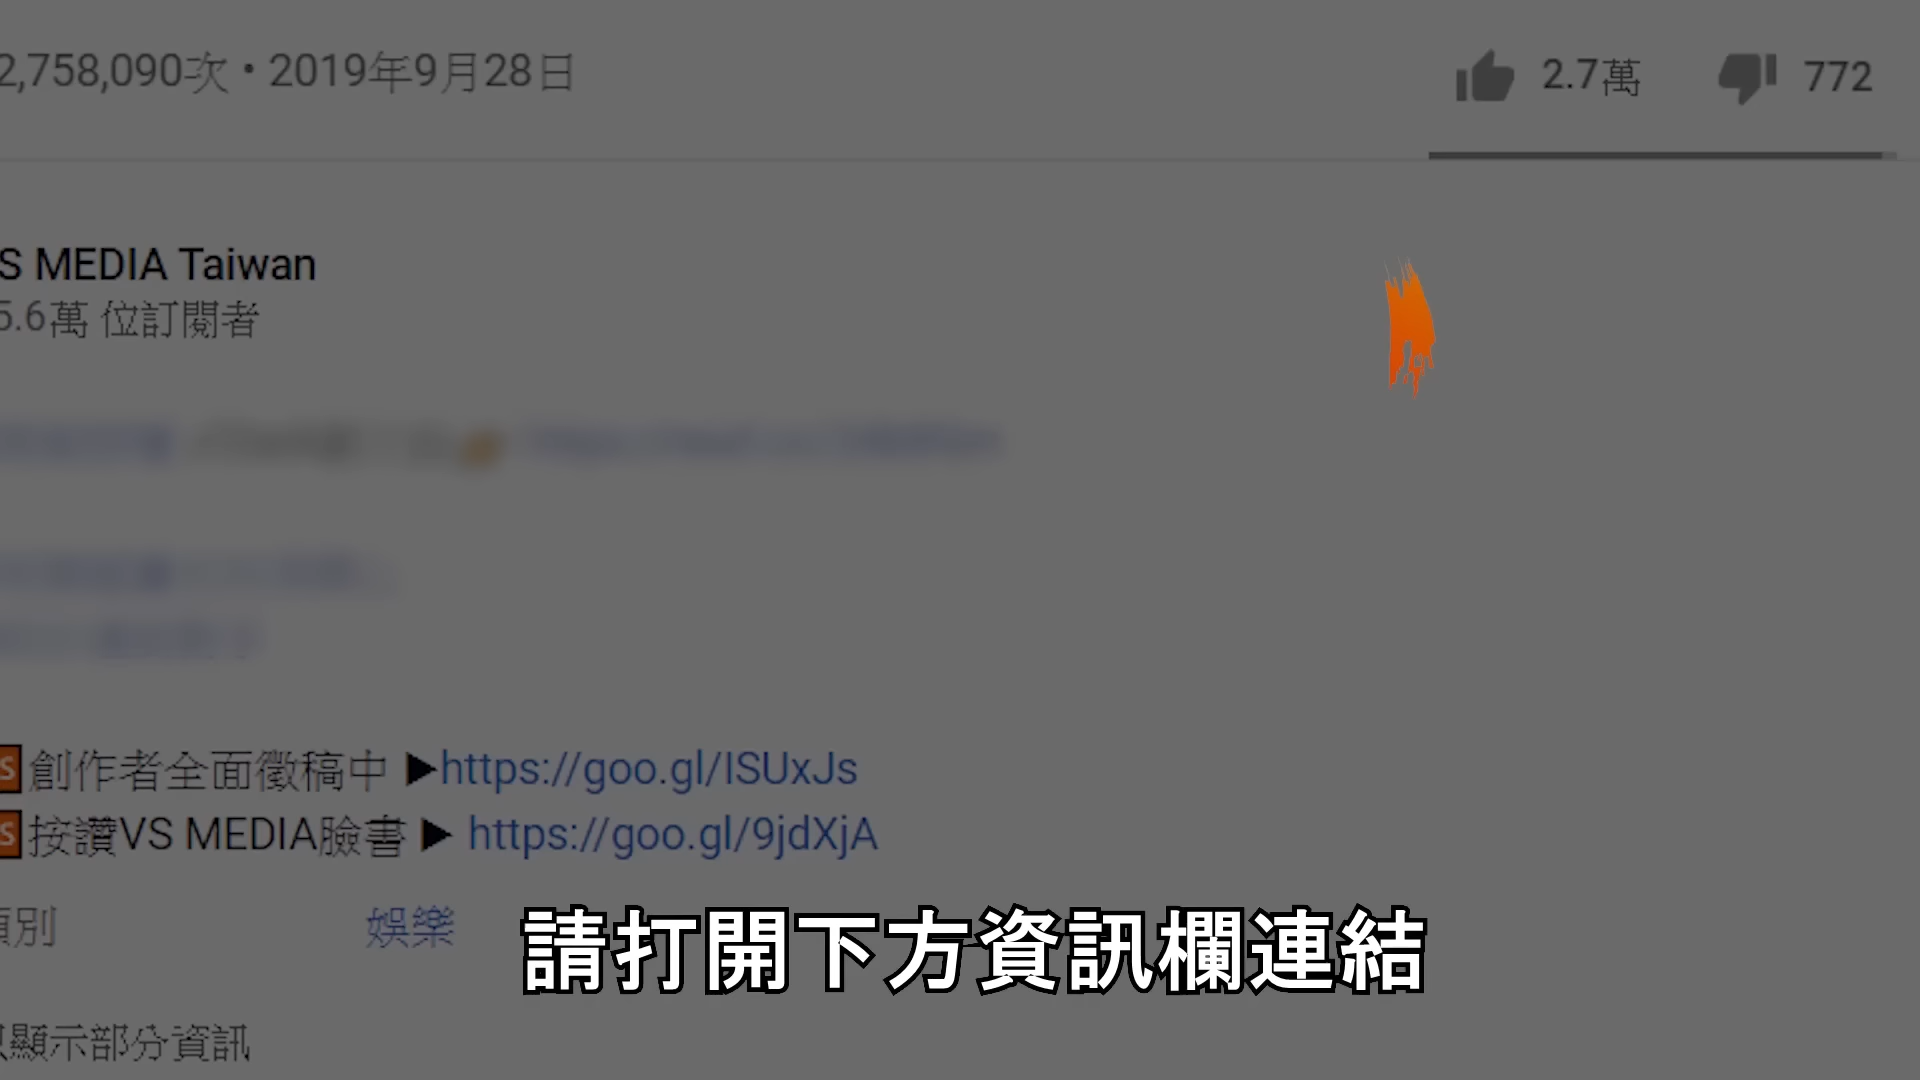 2,758,090次 • 2019年9月28日
2.7萬
772
S MEDIA Taiwan
5.6萬 位訂閱者
S創作者全面徵稿中 ▶https://goo.gl/ISUxJs
S按讚VS MEDIA臉書 ▶ https://goo.gl/9jdXjA
類別 娛樂
請打開下方資訊欄連結
只顯示部分資訊